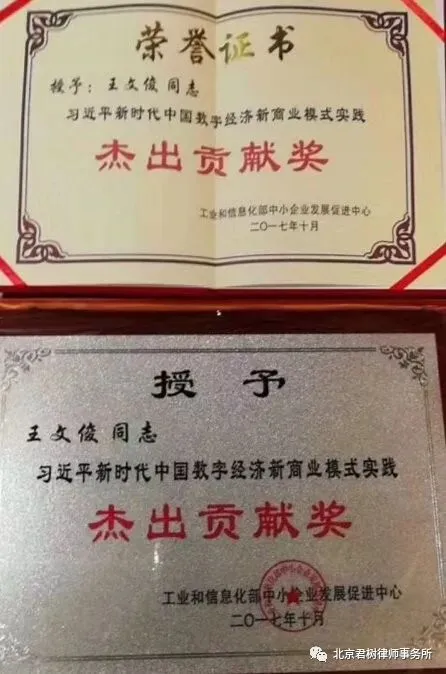 荣誉证书
授予：王文俊同志
习近平新时代中国数字经济新商业模式实践
杰出贡献奖
工业和信息化部中小企业发展促进中心
二〇一七年十月
授予
王文俊同志
习近平新时代中国数字经济新商业模式实践
杰出贡献奖
工业和信息化部中小企业发展促进中心
二〇一七年十月
北京君树律师事务所